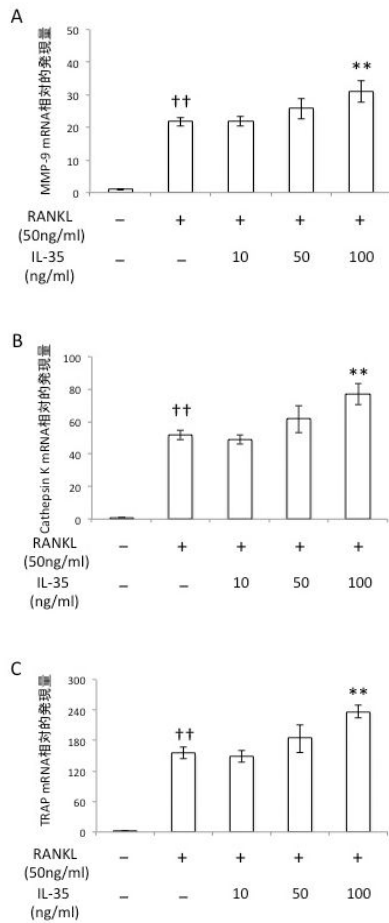 A
MMP-9 mRNA相対的発現量
50
40
30
20
10
0
††
**
RANKL − + + + +
(50ng/ml)
IL-35 − − 10 50 100
(ng/ml)
B
Cathepsin K mRNA相対的発現量
100
80
60
40
20
0
††
**
RANKL − + + + +
(50ng/ml)
IL-35 − − 10 50 100
(ng/ml)
C
TRAP mRNA相対的発現量
300
240
180
120
60
0
††
**
RANKL − + + + +
(50ng/ml)
IL-35 − − 10 50 100
(ng/ml)